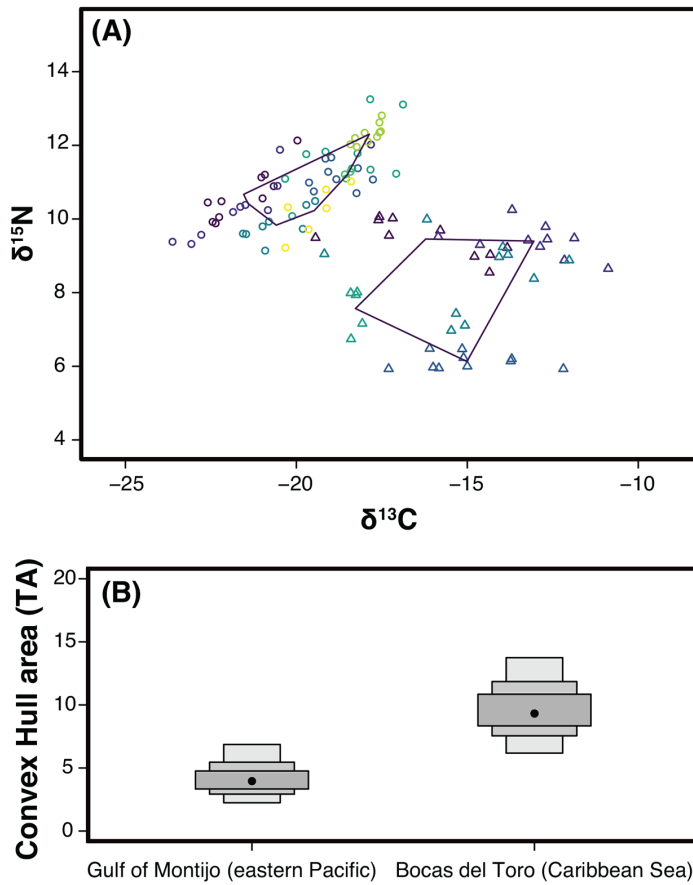 (A)
14
12
10
8
6
4
δ¹⁵N
−25 −20 −15 −10
δ¹³C
(B)
20
15
10
5
0
Convex Hull area (TA)
Gulf of Montijo (eastern Pacific) Bocas del Toro (Caribbean Sea)